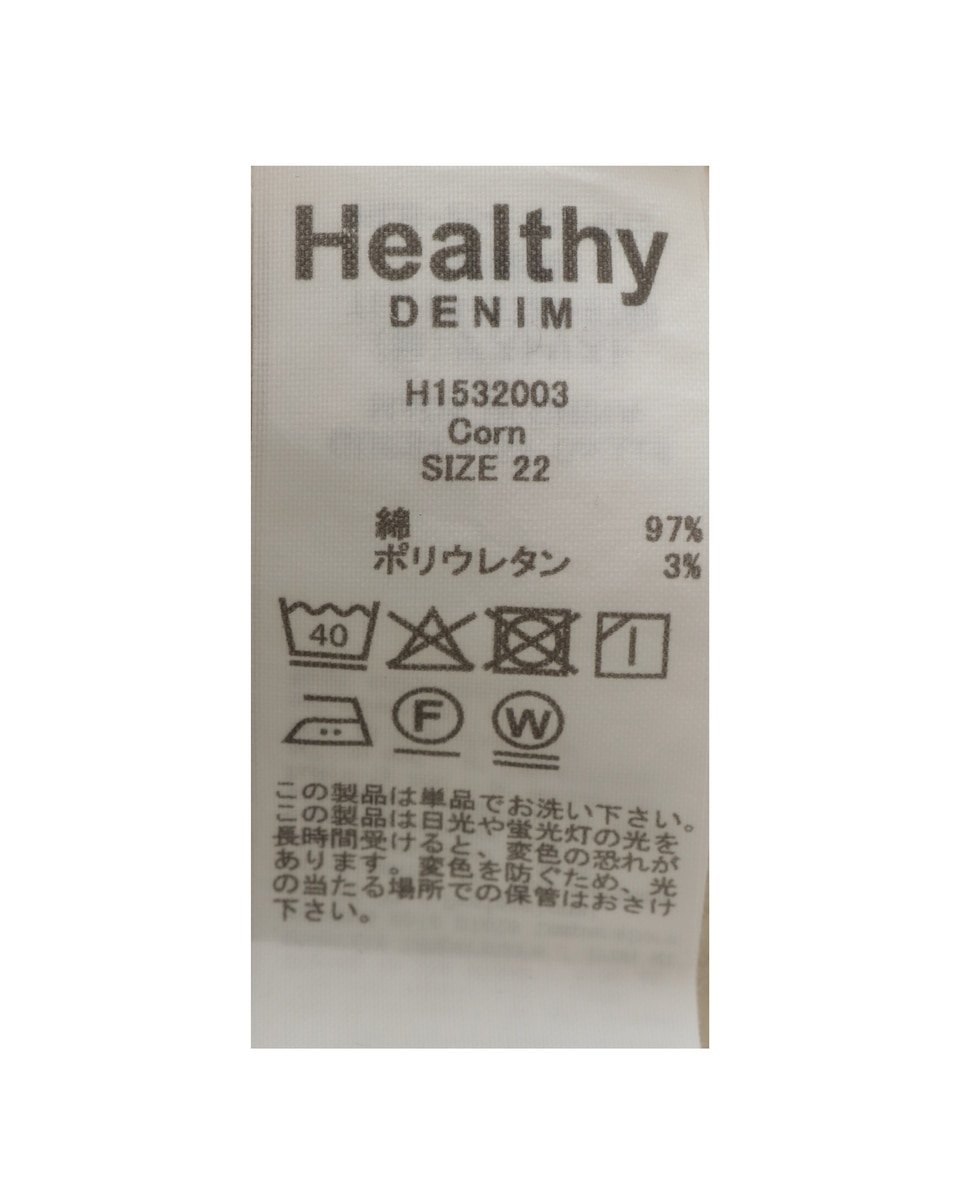 Healthy
DENIM
H1532003
Corn
SIZE 22
綿 97%
ポリウレタン 3%
40
F W
この製品は単品でお洗い下さい。
この製品は日光や蛍光灯の光を
長時間受けると、変色の恐れが
あります。変色を防ぐため、光
の当たる場所での保管はおさけ
下さい。